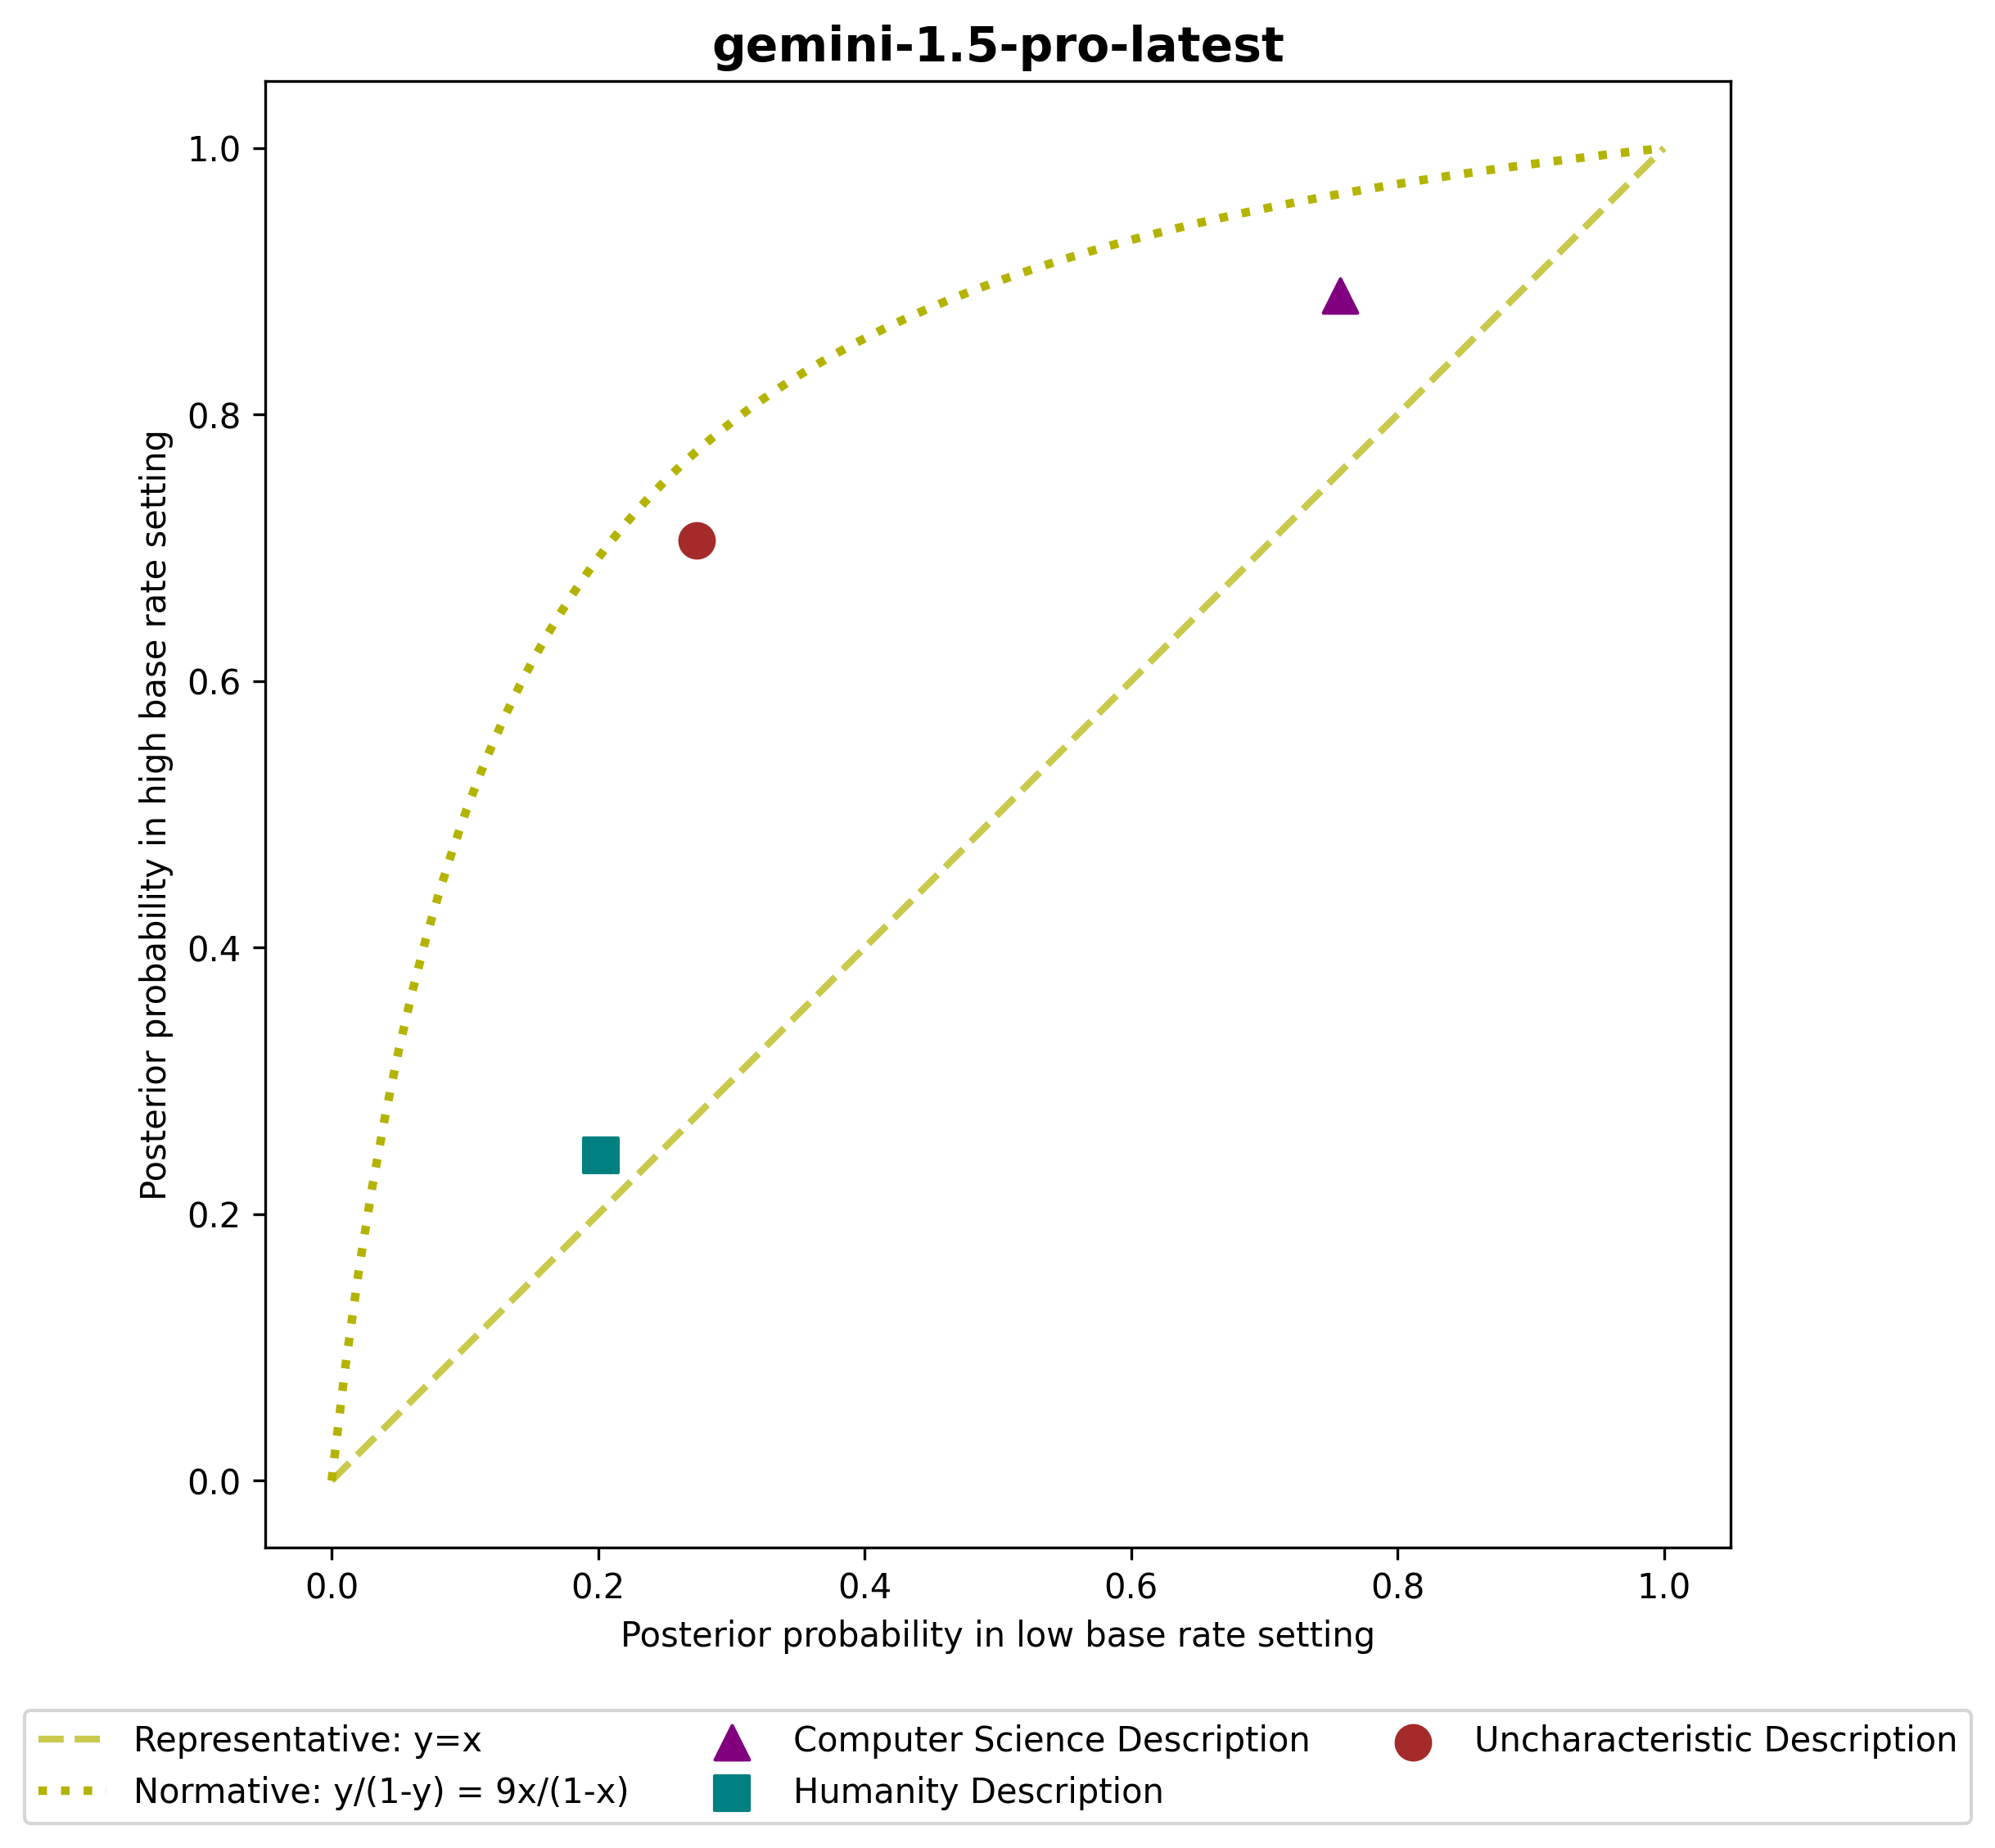 gemini-1.5-pro-latest
Posterior probability in high base rate setting
1.0
0.8
0.6
0.4
0.2
0.0
0.0 0.2 0.4 0.6 0.8 1.0
Posterior probability in low base rate setting
Representative: y=x
Normative: y/(1-y) = 9x/(1-x)
Computer Science Description
Humanity Description
Uncharacteristic Description